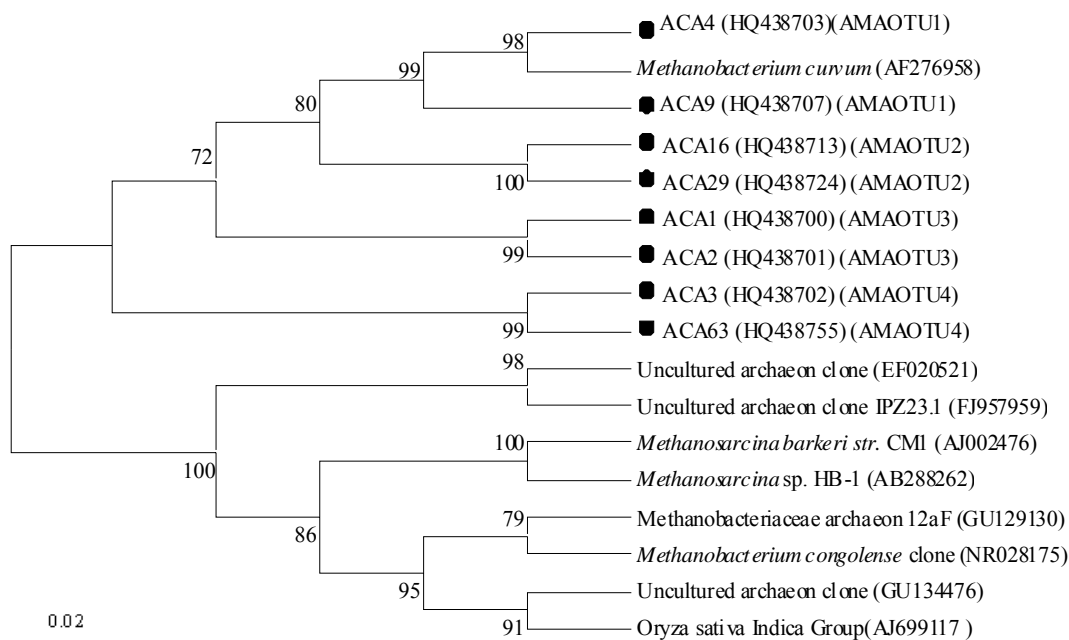 98
ACA4 (HQ438703)(AMAOTU1)
Methanobacterium curvum (AF276958)
99
ACA9 (HQ438707) (AMAOTU1)
80
ACA16 (HQ438713) (AMAOTU2)
72
100
ACA29 (HQ438724) (AMAOTU2)
ACA1 (HQ438700) (AMAOTU3)
99
ACA2 (HQ438701) (AMAOTU3)
ACA3 (HQ438702) (AMAOTU4)
99
ACA63 (HQ438755) (AMAOTU4)
98
Uncultured archaeon clone (EF020521)
Uncultured archaeon clone IPZ23.1 (FJ957959)
100
Methanosarcina barkeri str. CM1 (AJ002476)
100
Methanosarcina sp. HB-1 (AB288262)
79
Methanobacteriaceae archaeon 12aF (GU129130)
86
Methanobacterium congolense clone (NR028175)
95
Uncultured archaeon clone (GU134476)
91
Oryza sativa Indica Group(AJ699117 )
0.02